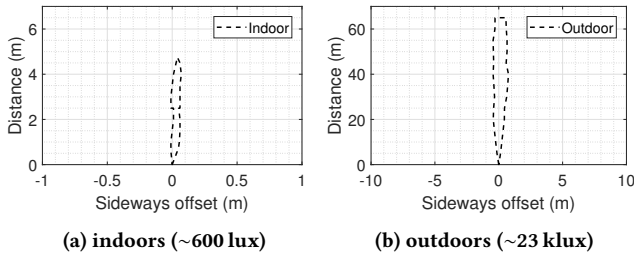 Indoor
Distance (m)
6
4
2
0
-1 -0.5 0 0.5 1
Sideways offset (m)
(a) indoors (~600 lux)
Outdoor
Distance (m)
60
40
20
0
-10 -5 0 5 10
Sideways offset (m)
(b) outdoors (~23 klux)